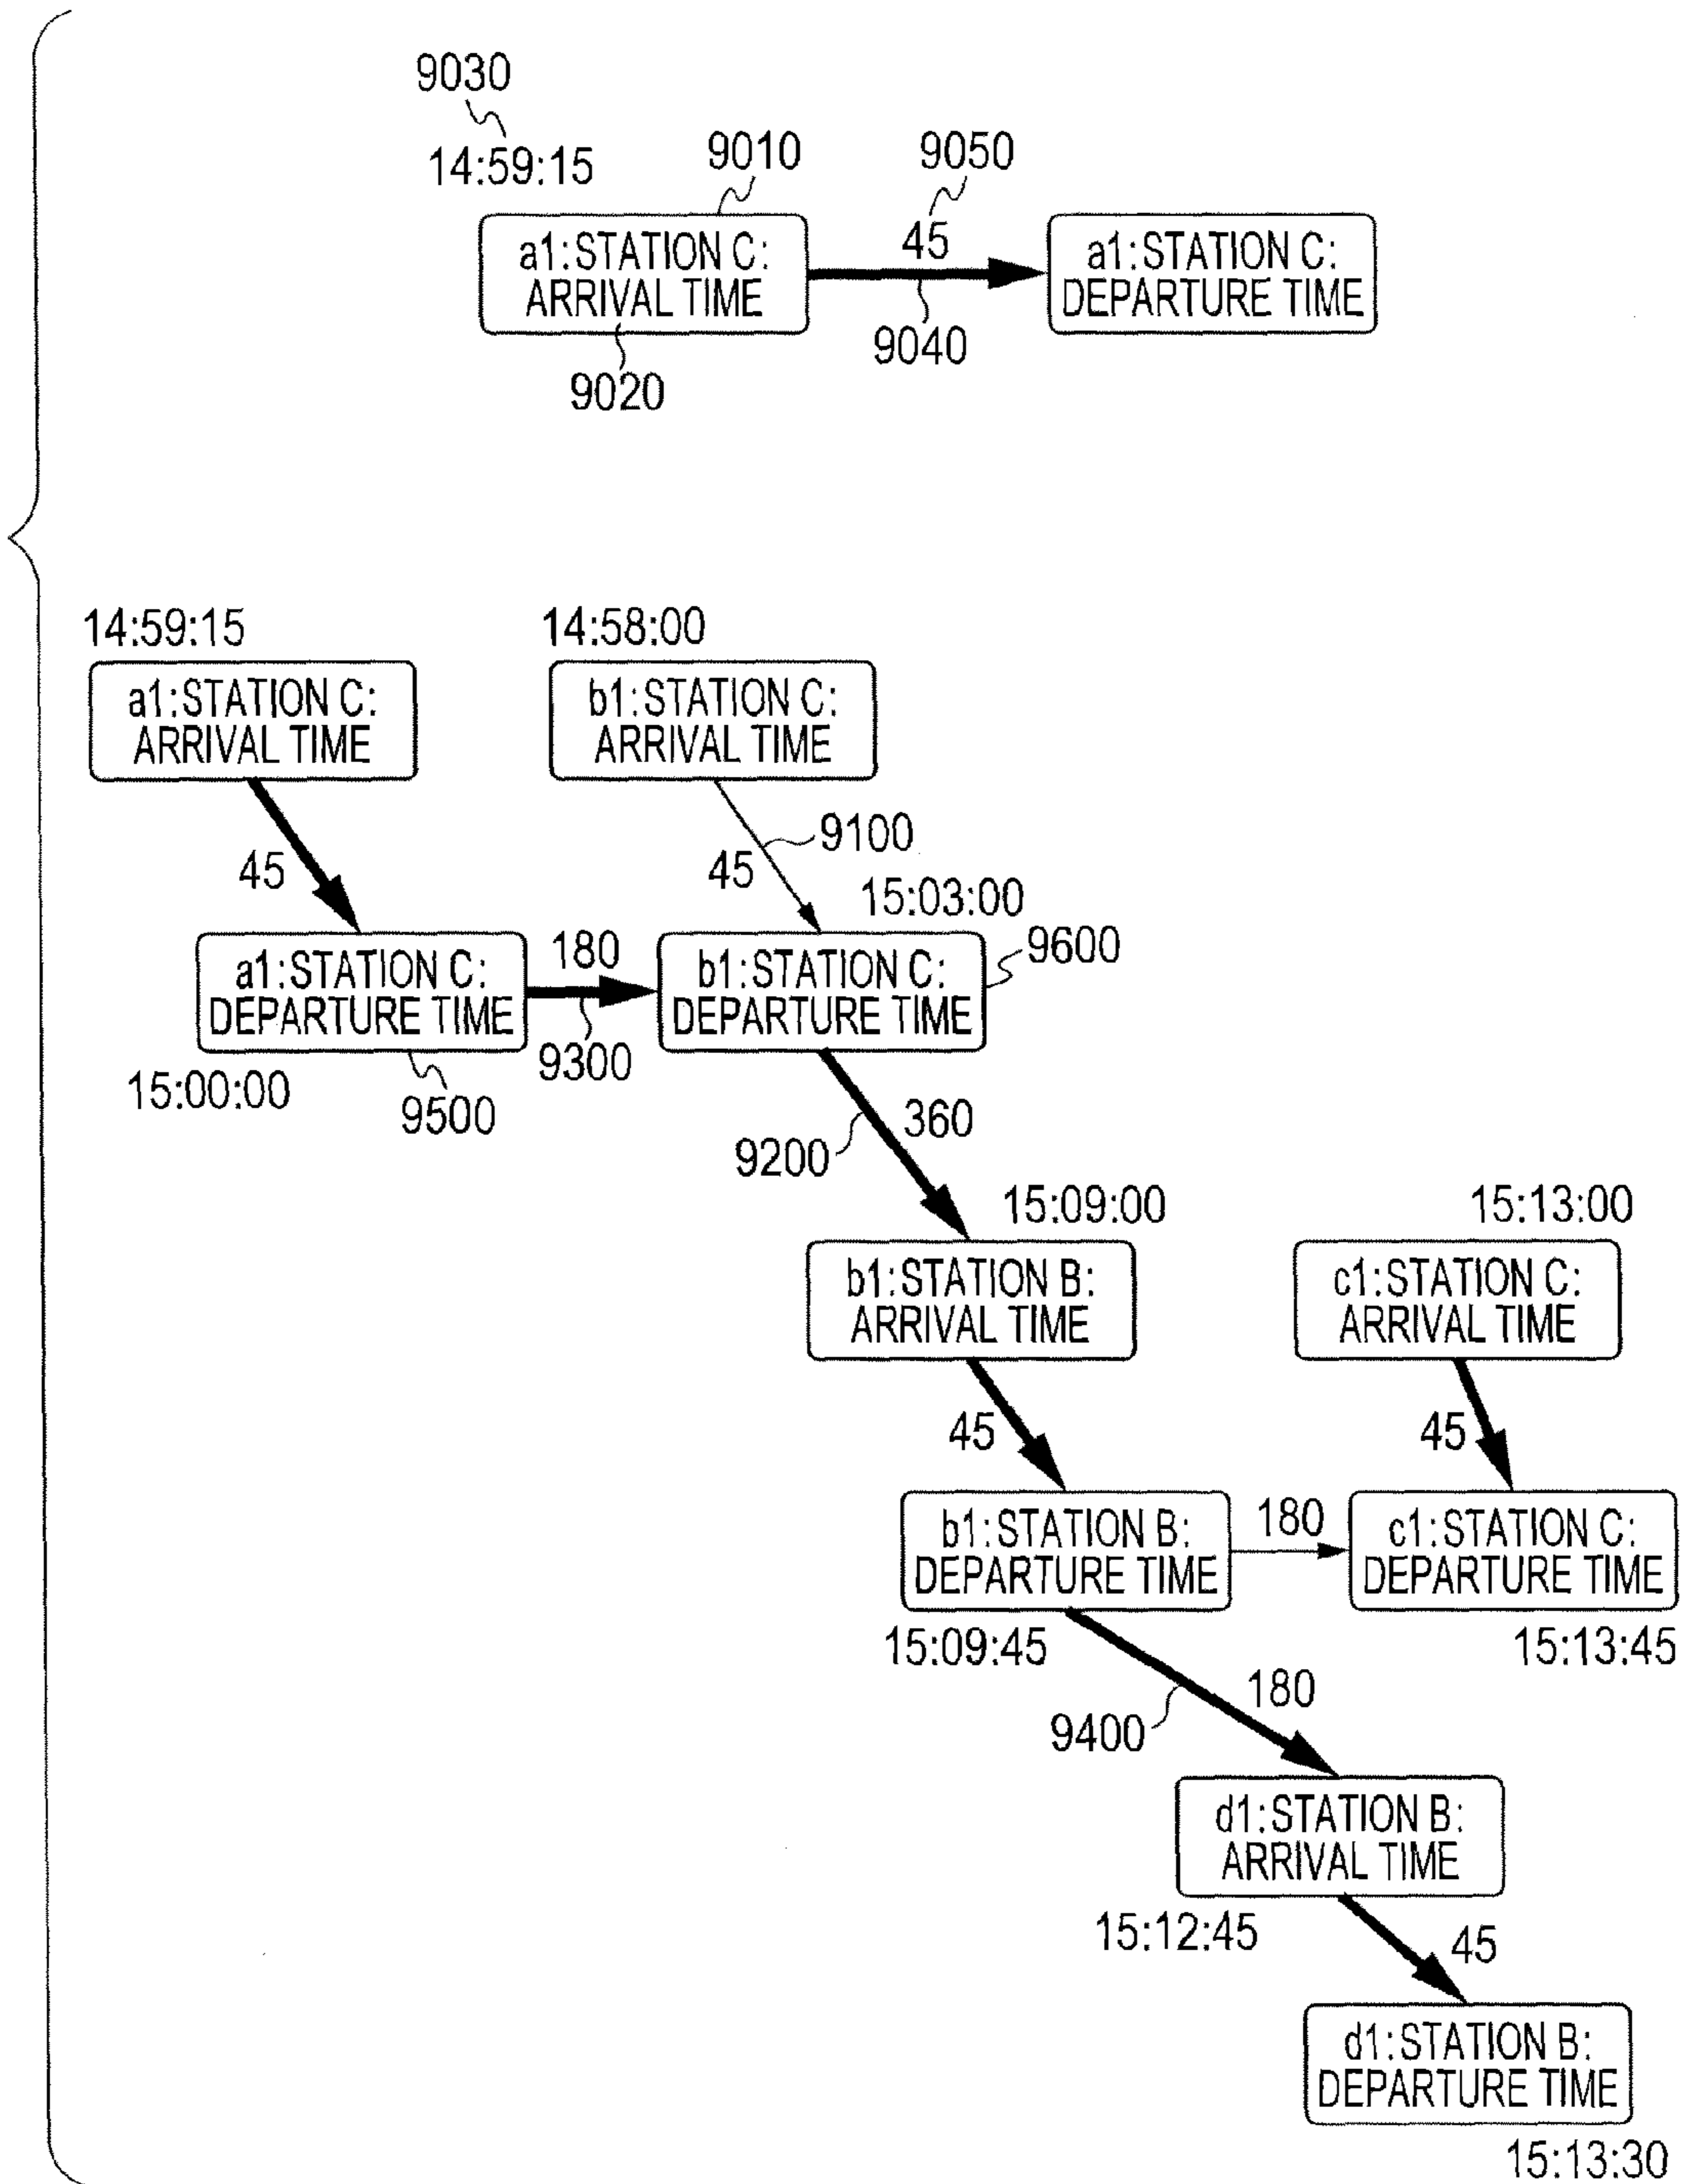 9030
14:59:15
9010
9050
45
a1:STATION C:
ARRIVAL TIME
a1:STATION C:
DEPARTURE TIME
9040
9020
14:59:15
14:58:00
a1:STATION C:
ARRIVAL TIME
b1:STATION C:
ARRIVAL TIME
9100
45
45
15:03:00
180
9600
a1:STATION C:
DEPARTURE TIME
b1:STATION C:
DEPARTURE TIME
9300
15:00:00
9500
360
9200
15:09:00
15:13:00
b1:STATION B:
ARRIVAL TIME
c1:STATION C:
ARRIVAL TIME
45
45
b1:STATION B:
DEPARTURE TIME
180
c1:STATION C:
DEPARTURE TIME
15:09:45
15:13:45
180
9400
d1:STATION B:
ARRIVAL TIME
15:12:45
45
d1:STATION B:
DEPARTURE TIME
15:13:30